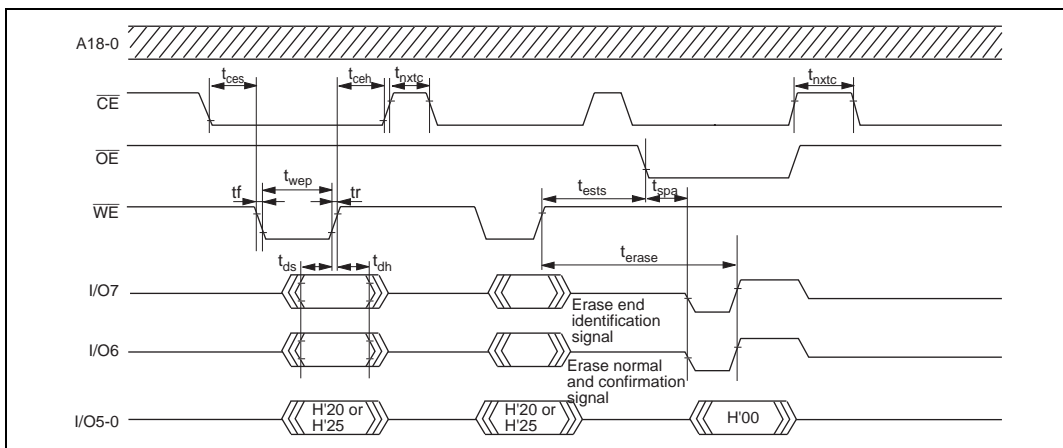 A18-0
tces tceh tnxtc tnxtc
CE
OE
tests tspa
tf twep tr
WE
terase
tds tdh
I/O7
Erase end
identification
signal
I/O6
Erase normal
and confirmation
signal
I/O5-0
H'20 or
H'25
H'20 or
H'25
H'00